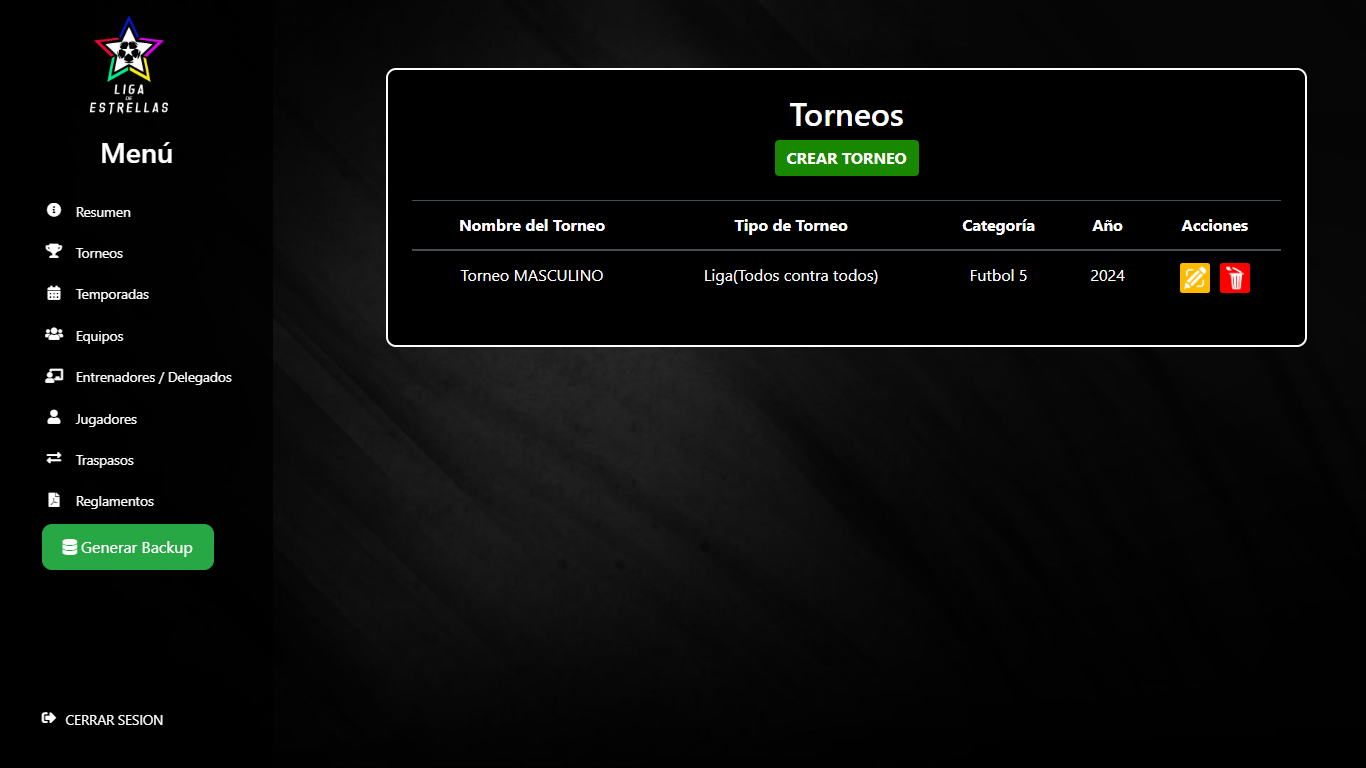 LIGA
DE
ESTRELLAS
Menú
Resumen
Torneos
Temporadas
Equipos
Entrenadores / Delegados
Jugadores
Traspasos
Reglamentos
Generar Backup
CERRAR SESION
Torneos
CREAR TORNEO
Nombre del Torneo Tipo de Torneo Categoría Año Acciones
Torneo MASCULINO Liga(Todos contra todos) Futbol 5 2024